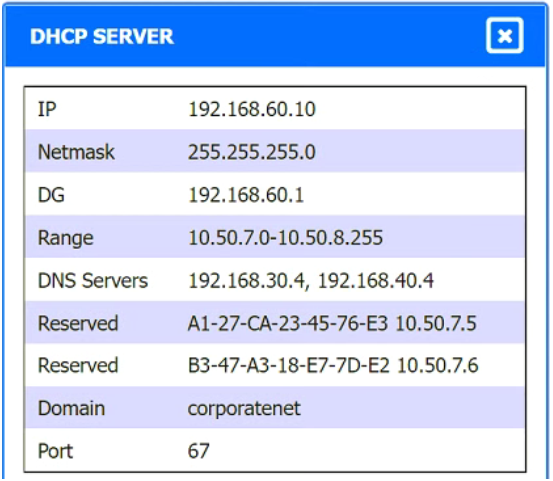 DHCP SERVER
IP 192.168.60.10
Netmask 255.255.255.0
DG 192.168.60.1
Range 10.50.7.0-10.50.8.255
DNS Servers 192.168.30.4, 192.168.40.4
Reserved A1-27-CA-23-45-76-E3 10.50.7.5
Reserved B3-47-A3-18-E7-7D-E2 10.50.7.6
Domain corporatenet
Port 67